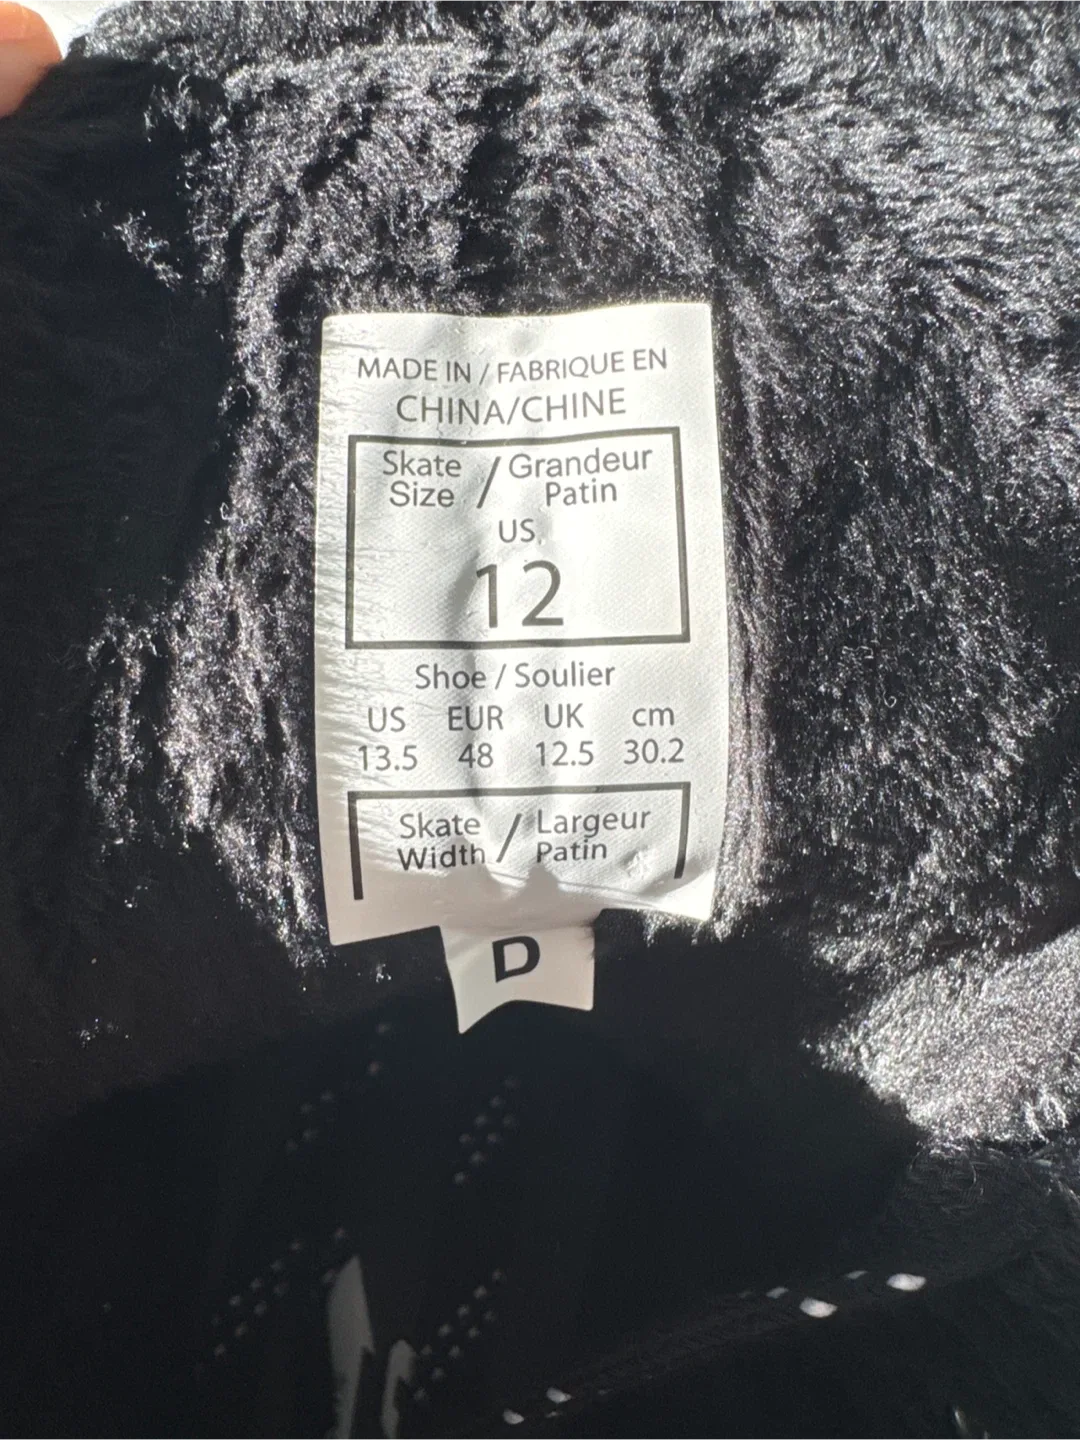 MADE IN / FABRIQUE EN
CHINA/CHINE
Skate Size / Grandeur Patin
US
12
Shoe / Soulier
US EUR UK cm
13.5 48 12.5 30.2
Skate Width / Largeur Patin
D